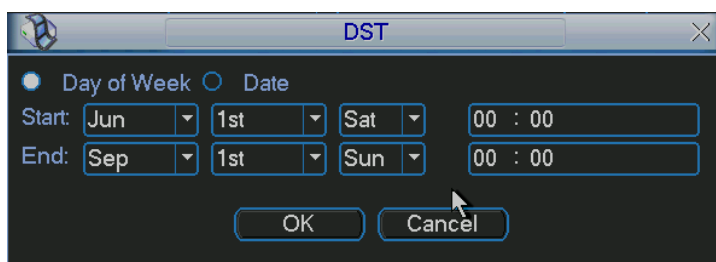 DST
Day of Week Date
Start: Jun 1st Sat 00 : 00
End: Sep 1st Sun 00 : 00
OK Cancel